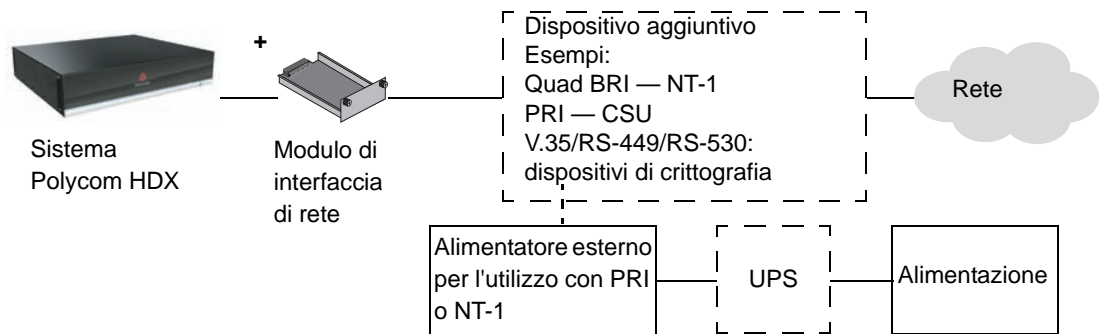 +
Sistema
Polycom HDX
Modulo di
interfaccia
di rete
Dispositivo aggiuntivo
Esempi:
Quad BRI — NT-1
PRI — CSU
V.35/RS-449/RS-530:
dispositivi di crittografia
Rete
Alimentatore esterno
per l'utilizzo con PRI
o NT-1
UPS
Alimentazione